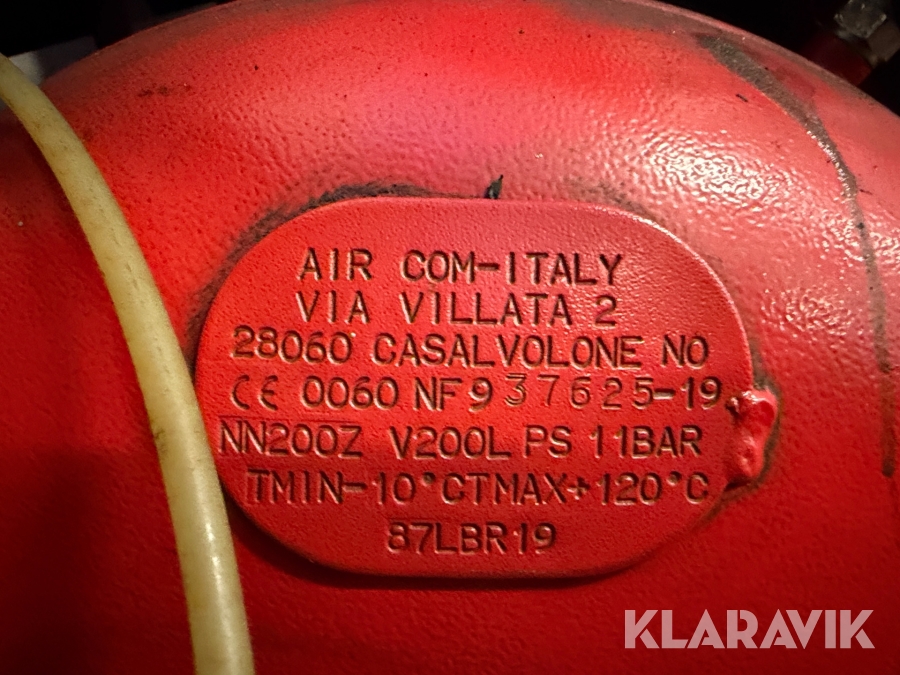 AIR COM-ITALY
VIA VILLATA 2
28060 CASALVOLONE NO
CE 0060 NF937625-19
NN200Z V200L PS 11BAR
TMIN-10°CTMAX+120°C
87LBR19
KLARAVIK